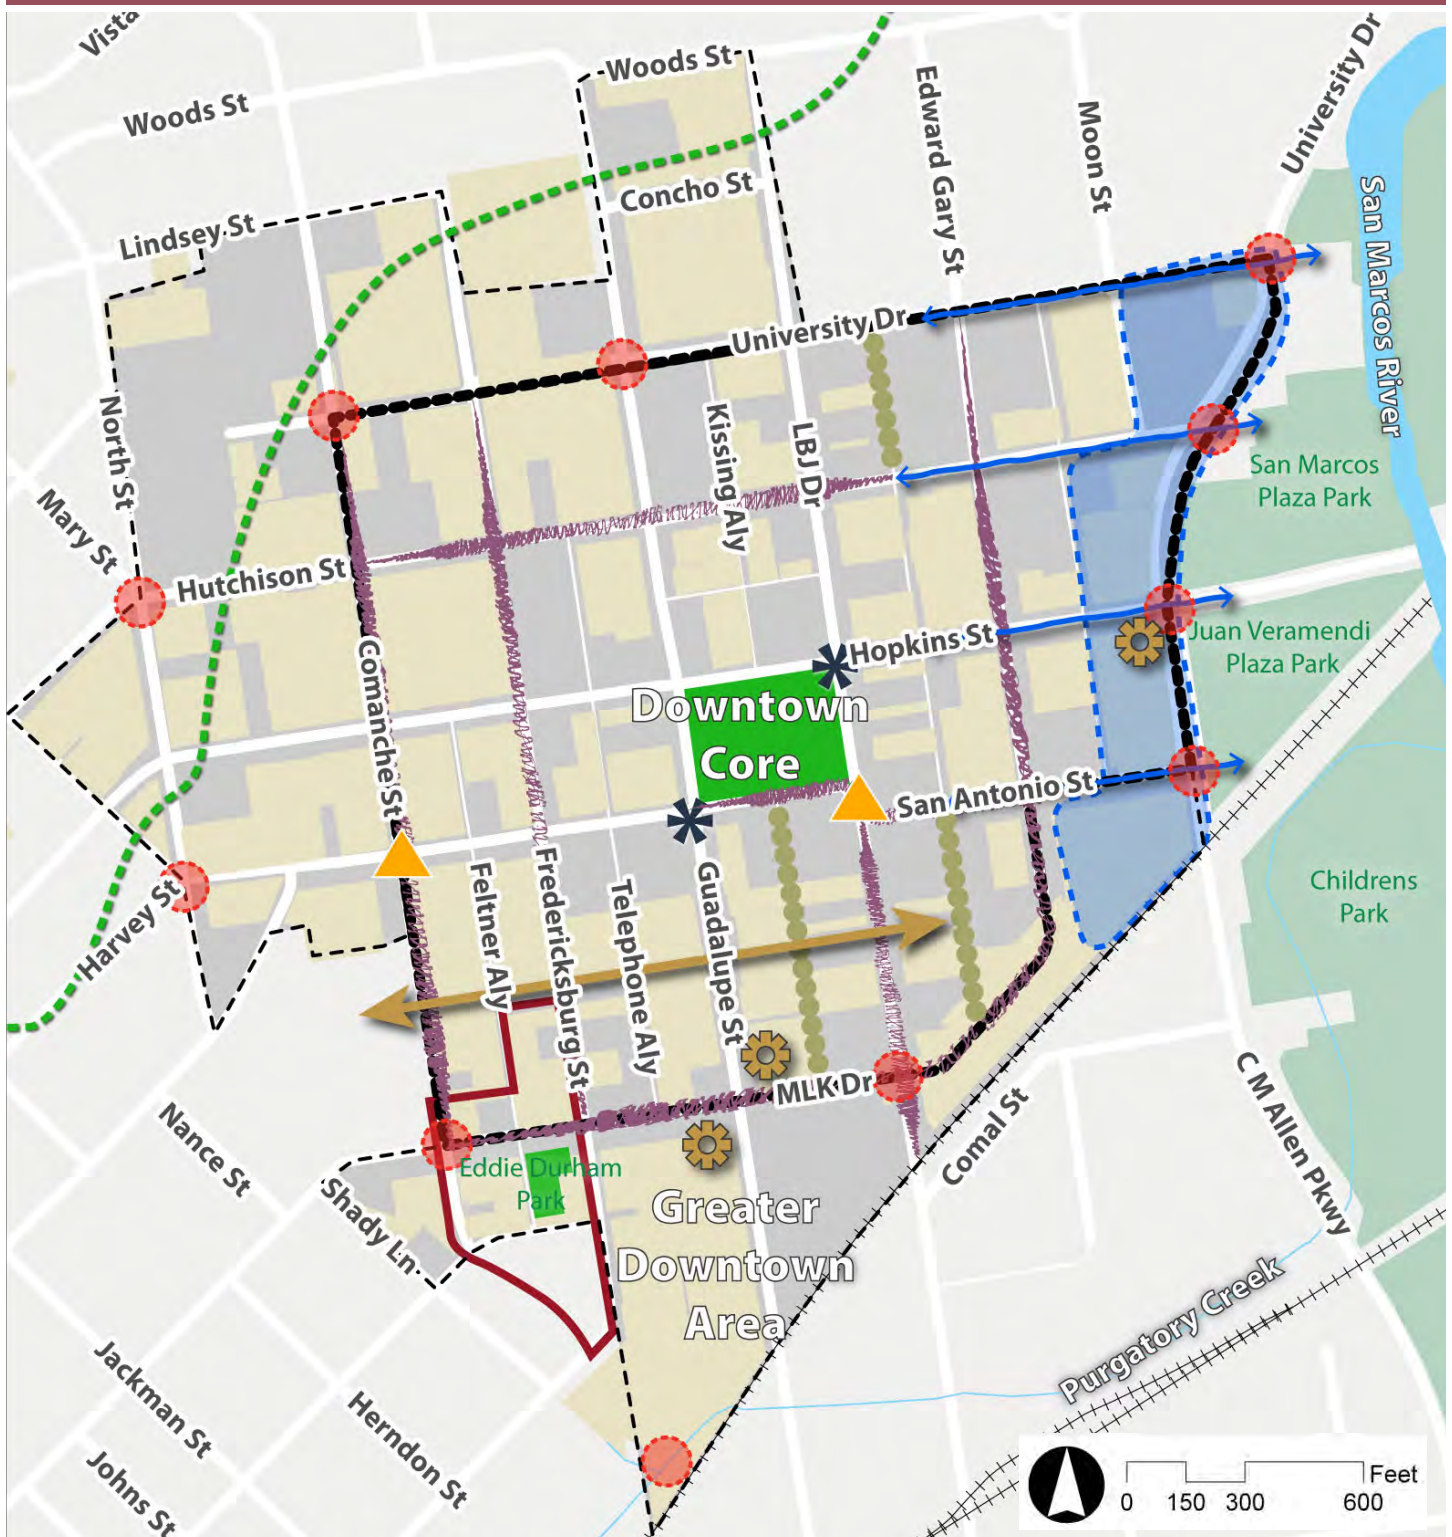 Vista
Woods St
Woods St
Edward Gary St
Moon St
University Dr
Concho St
Lindsey St
San Marcos River
University Dr
North St
Kissing Aly
LBJ Dr
San Marcos
Plaza Park
Mary St
Hutchison St
Hopkins St
Juan Veramendi
Plaza Park
Comanche St
Downtown
Core
San Antonio St
Harvey St
Feltner Aly
Fredericksburg St
Telephone Aly
Guadalupe St
Childrens
Park
MLK Dr
Comal St
C M Allen Pkwy
Nance St
Shady Ln
Eddie Durham
Park
Greater
Downtown
Area
Purgatory Creek
Jackman St
Herndon St
Johns St
Feet
0 150 300 600